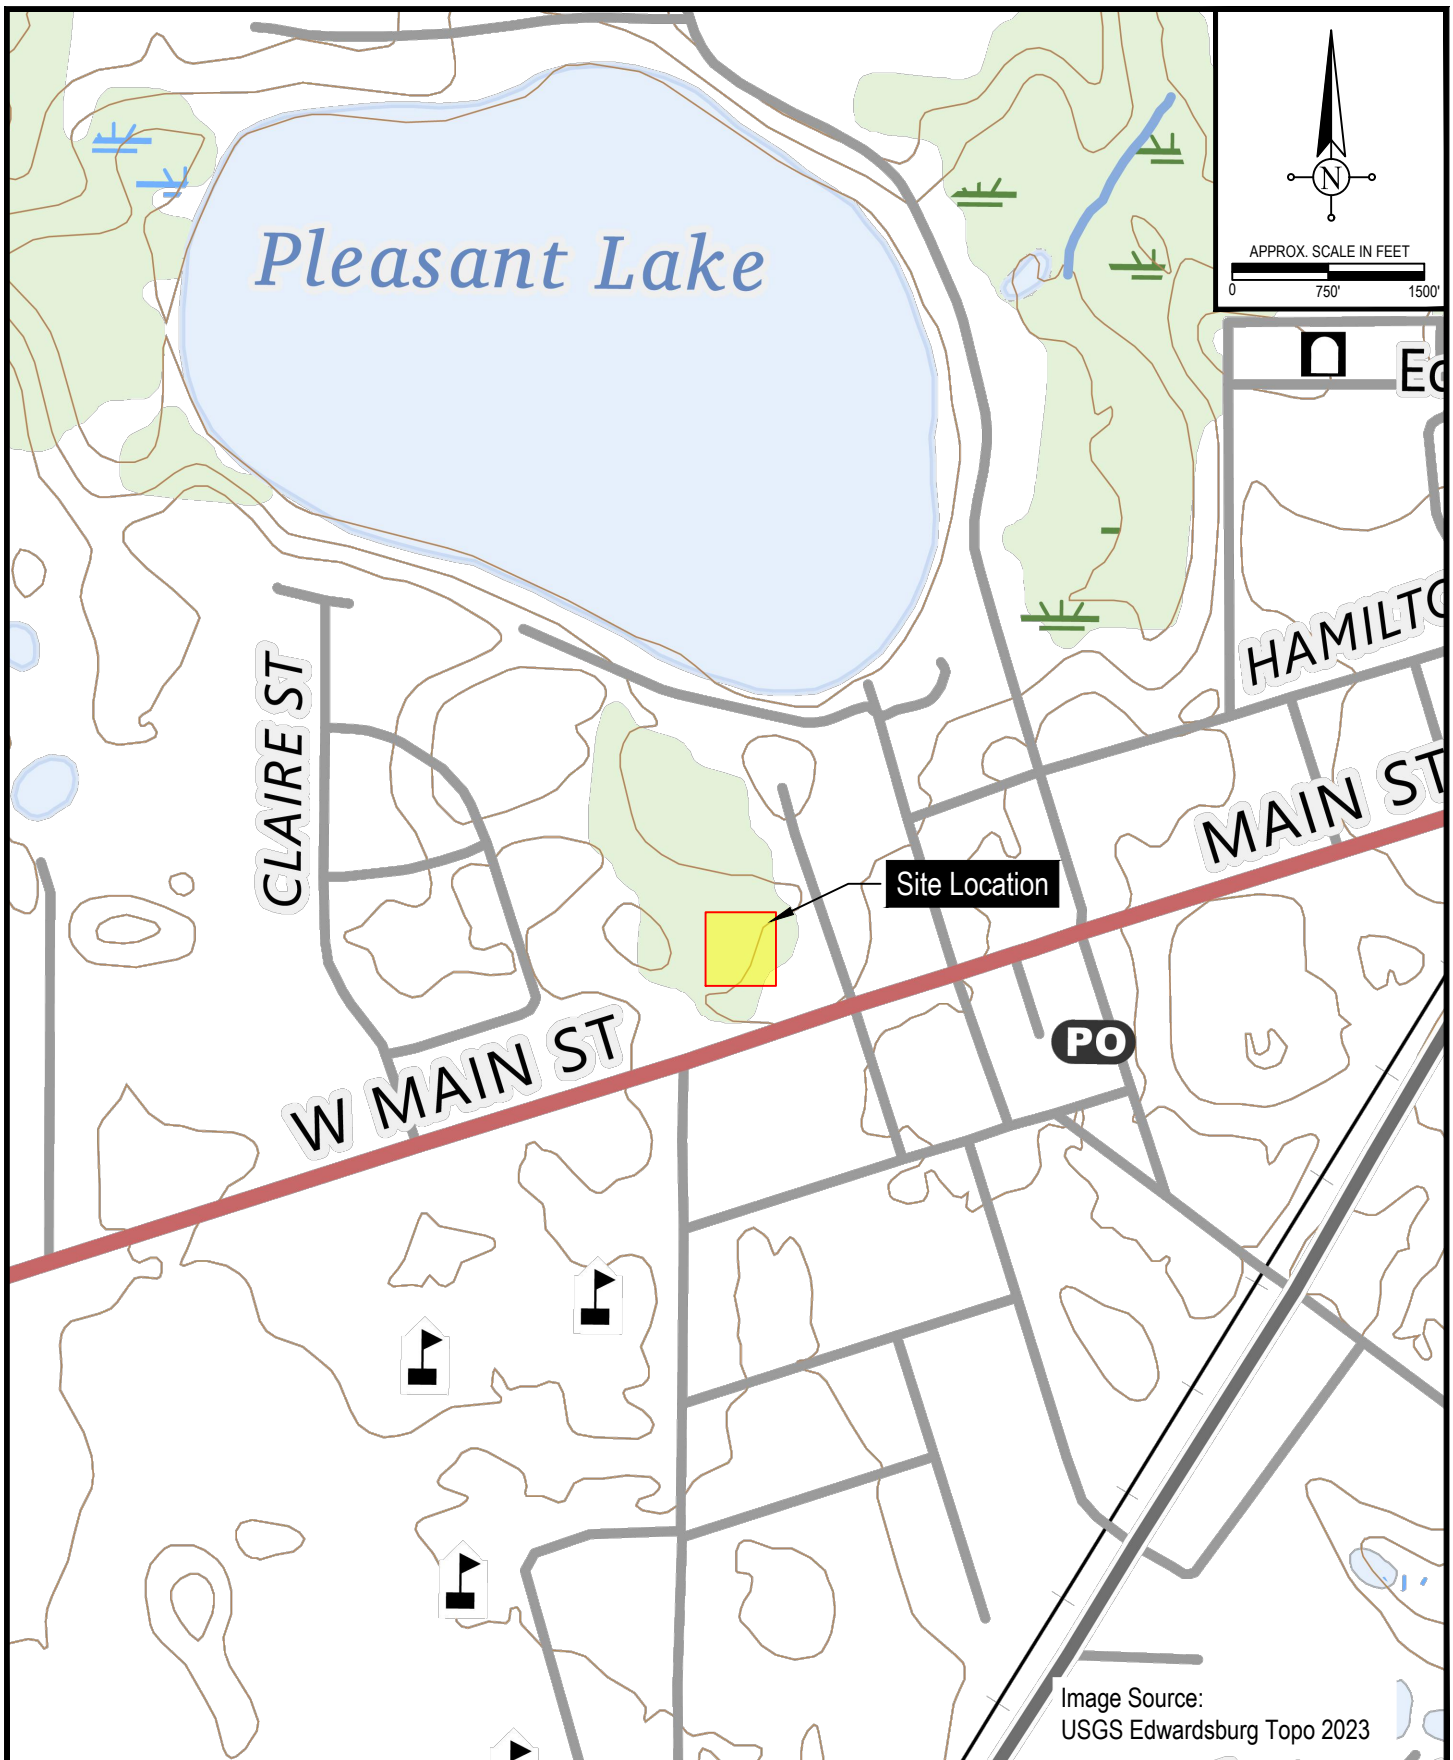 N
APPROX. SCALE IN FEET
0 750' 1500'
Pleasant Lake
HAMILTO
CLAIRE ST
MAIN ST
Site Location
W MAIN ST
PO
Image Source:
USGS Edwardsburg Topo 2023